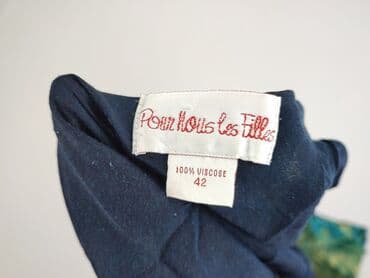 Pour Nous Les Filles
100% VISCOSE
42